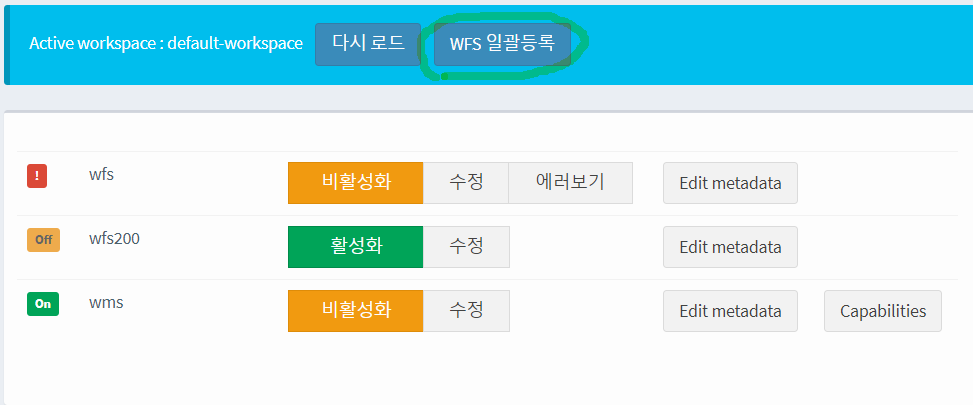 Active workspace : default-workspace 다시 로드 WFS 일괄등록
! wfs 비활성화 수정 에러보기 Edit metadata
Off wfs200 활성화 수정 Edit metadata
On wms 비활성화 수정 Edit metadata Capabilities